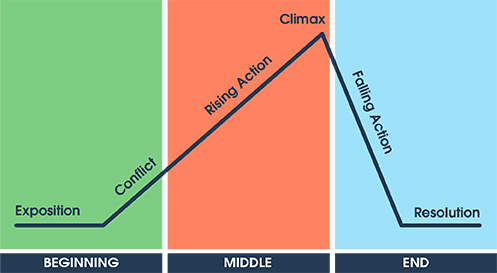 Climax
Rising Action
Falling Action
Conflict
Exposition
Resolution
BEGINNING
MIDDLE
END